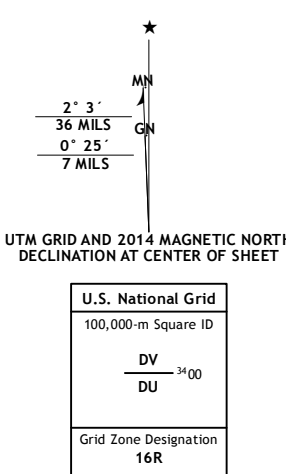 ★
MN
2° 3´
36 MILS
GN
0° 25´
7 MILS
UTM GRID AND 2014 MAGNETIC NORTH
DECLINATION AT CENTER OF SHEET
U.S. National Grid
100,000-m Square ID
DV
3400
DU
Grid Zone Designation
16R